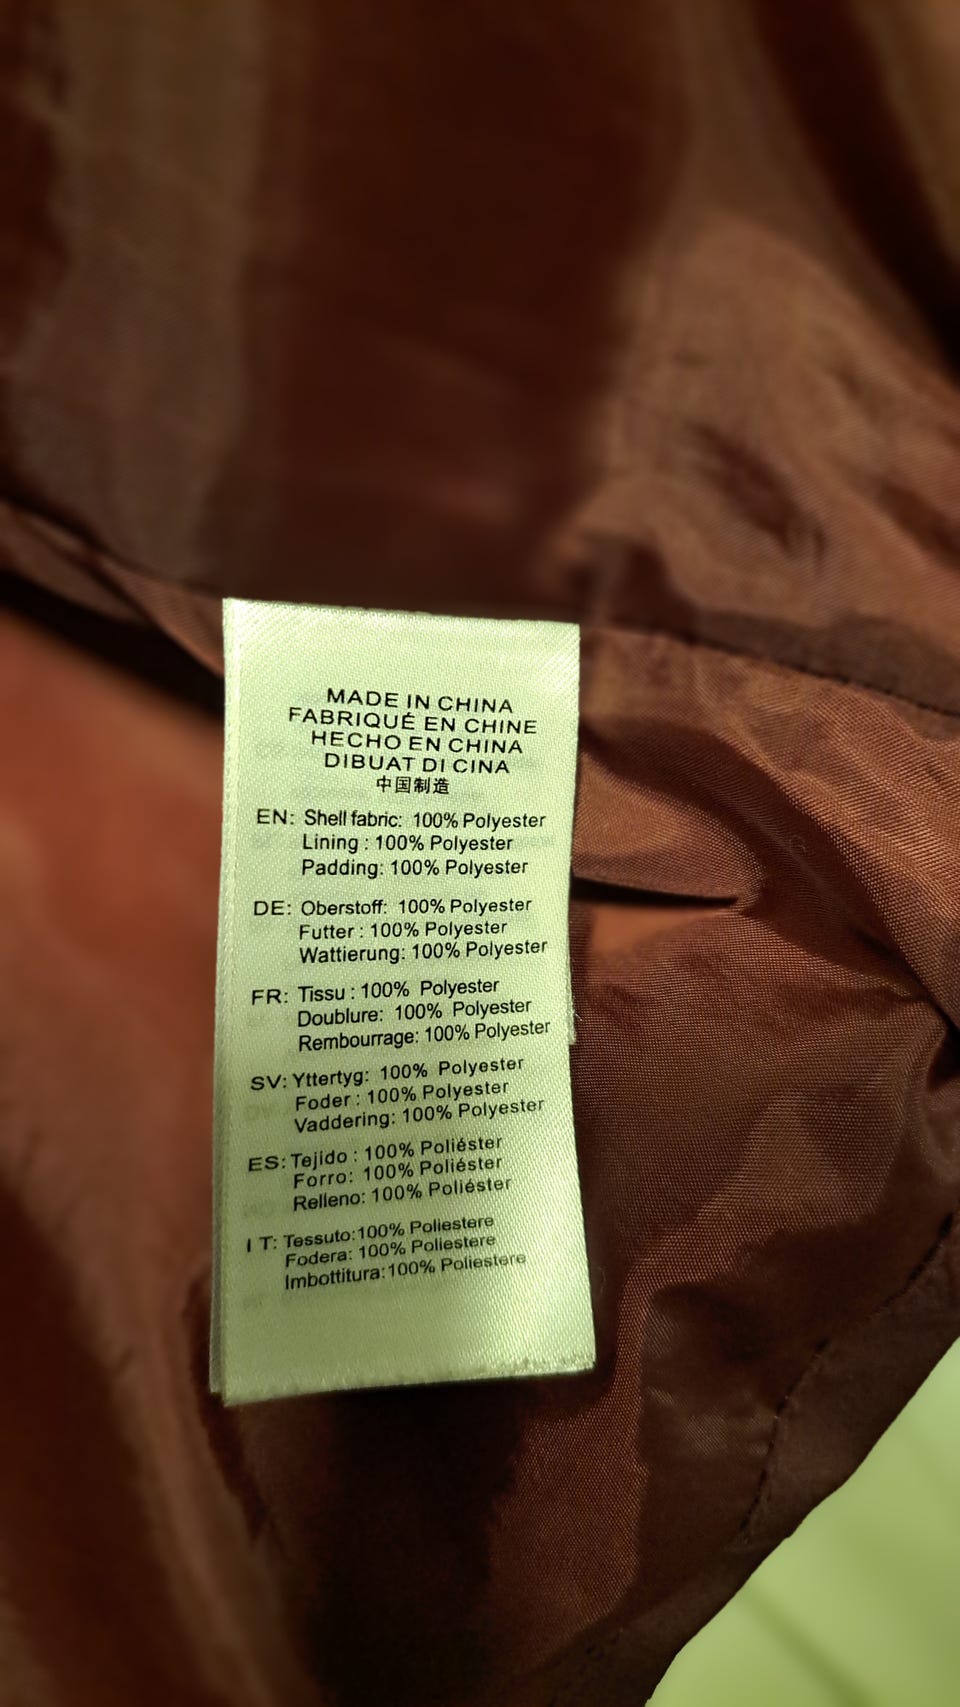 MADE IN CHINA
FABRIQUÉ EN CHINE
HECHO EN CHINA
DIBUAT DI CINA
中国制造
EN: Shell fabric: 100% Polyester
Lining : 100% Polyester
Padding: 100% Polyester
DE: Oberstoff: 100% Polyester
Futter : 100% Polyester
Wattierung: 100% Polyester
FR: Tissu : 100% Polyester
Doublure: 100% Polyester
Rembourrage: 100% Polyester
SV: Yttertyg: 100% Polyester
Foder : 100% Polyester
Vaddering: 100% Polyester
ES: Tejido : 100% Poliéster
Forro: 100% Poliéster
Relleno: 100% Poliéster
IT: Tessuto:100% Poliestere
Fodera: 100% Poliestere
Imbottitura:100% Poliestere